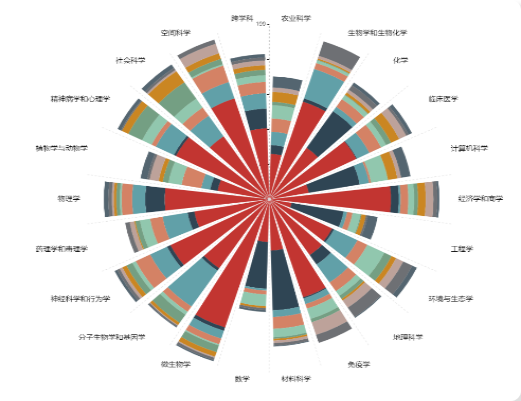 跨学科
农业科学
生物学和生物化学
化学
临床医学
计算机科学
经济学和商学
工程学
环境与生态学
地理科学
免疫学
材料科学
数学
微生物学
分子生物学和基因学
神经科学和行为学
药理学和毒理学
物理学
植物学与动物学
精神病学和心理学
社会科学
空间科学